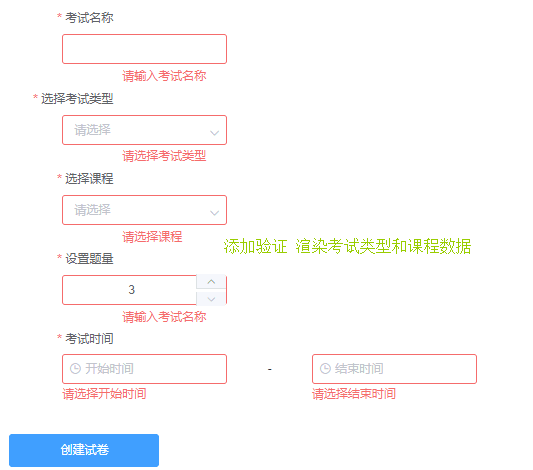 * 考试名称
请输入考试名称
* 选择考试类型
请选择
请选择考试类型
* 选择课程
请选择
请选择课程
添加验证 渲染考试类型和课程数据
* 设置题量
3
请输入考试名称
* 考试时间
开始时间 - 结束时间
请选择开始时间 请选择结束时间
创建试卷